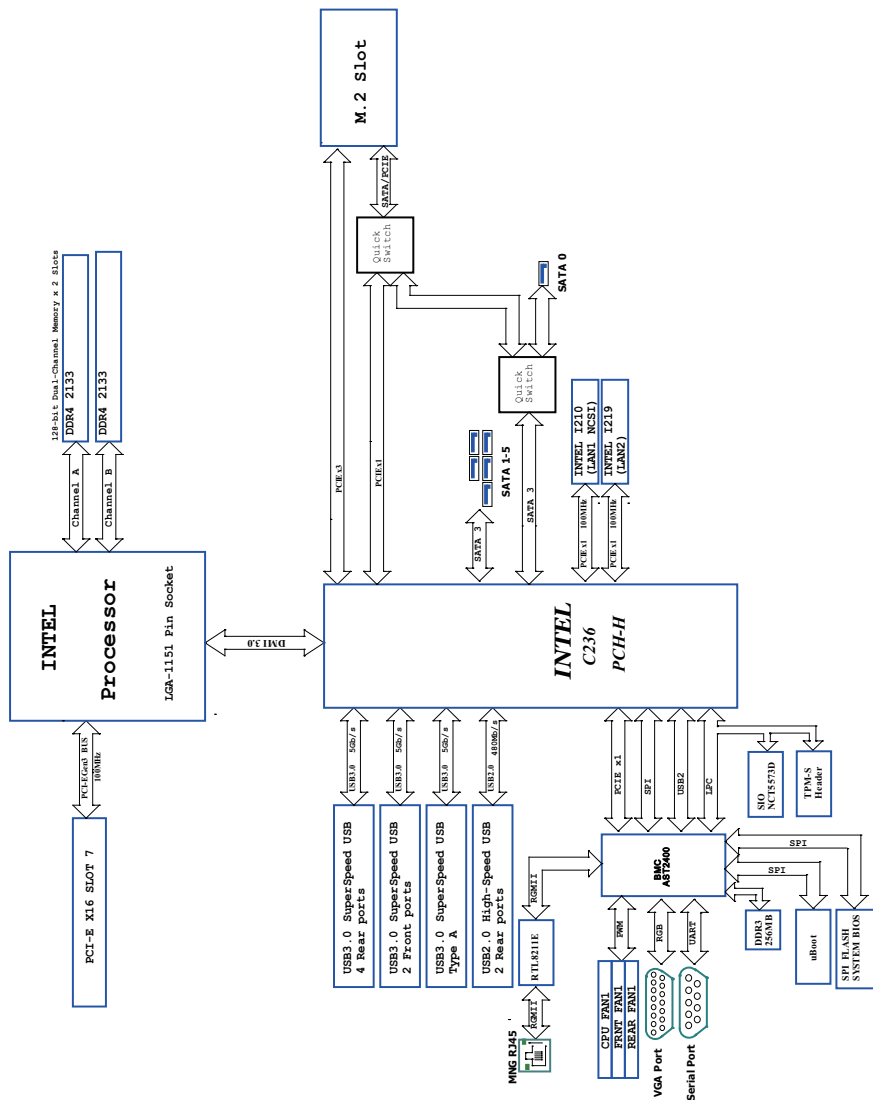 M.2 Slot
SATA/PCIE
Quick
Switch
SATA 0
Quick
Switch
128-bit Dual-Channel Memory x 2 Slots
DDR4 2133
DDR4 2133
Channel A
Channel B
PCIE x3
PCIEx1
SATA 1-5
SATA 3
SATA 3
INTEL I210
(LAN1 NCSI)
INTEL I219
(LAN2)
PCIE x1 100MHz
PCIE x1 100MHz
INTEL
Processor
LGA-1151 Pin Socket
DMI 3.0
INTEL
C236
PCH-H
PCI-E Gen3 BUS
100MHz
PCI-E X16 SLOT 7
USB3.0 5Gb/s
USB3.0 5Gb/s
USB3.0 5Gb/s
USB2.0 480Mb/s
USB3.0 SuperSpeed USB
4 Rear ports
USB3.0 SuperSpeed USB
2 Front ports
USB3.0 SuperSpeed USB
Type A
USB2.0 High-Speed USB
2 Rear ports
PCIE x1
SPI
USB2
LPC
SIO
NCT5573D
TPM-S
Header
BMC
AST2400
RGMII
RTL8211E
RGMII
MNG RJ45
PWM
RGB
UART
CPU FAN1
FRNT FAN1
REAR FAN1
VGA Port
Serial Port
DDR3
256MB
SPI
SPI
uBoot
SPI FLASH
SYSTEM BIOS